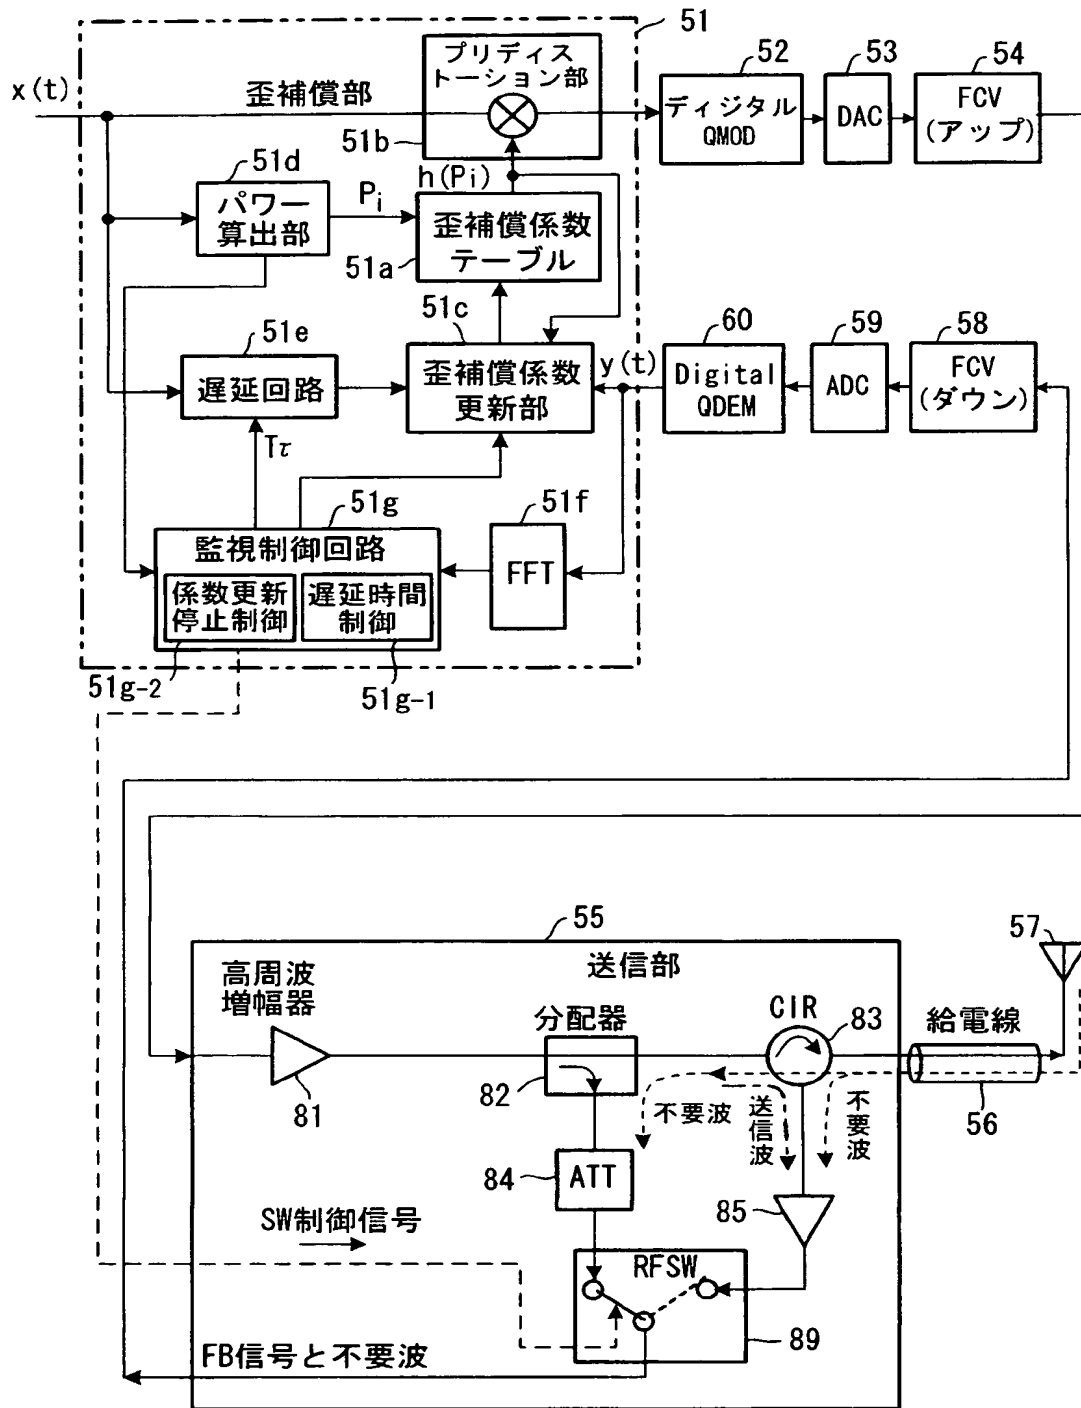 51
x(t)
歪補償部
プリディス
トーション部
51b
h(Pi)
52
ディジタル
QMOD
53
DAC
54
FCV
(アップ)
51d
パワー
算出部
Pi
歪補償係数
テーブル
51a
51c
歪補償係数
更新部
51e
遅延回路
Tτ
y(t)
60
Digital
QDEM
59
ADC
58
FCV
(ダウン)
51g
監視制御回路
係数更新
停止制御
遅延時間
制御
51g-2
51g-1
51f
FFT
55
送信部
高周波
増幅器
81
分配器
82
CIR
83
給電線
56
57
不要波
送信波
不要波
84
ATT
85
SW制御信号
RFSW
89
FB信号と不要波